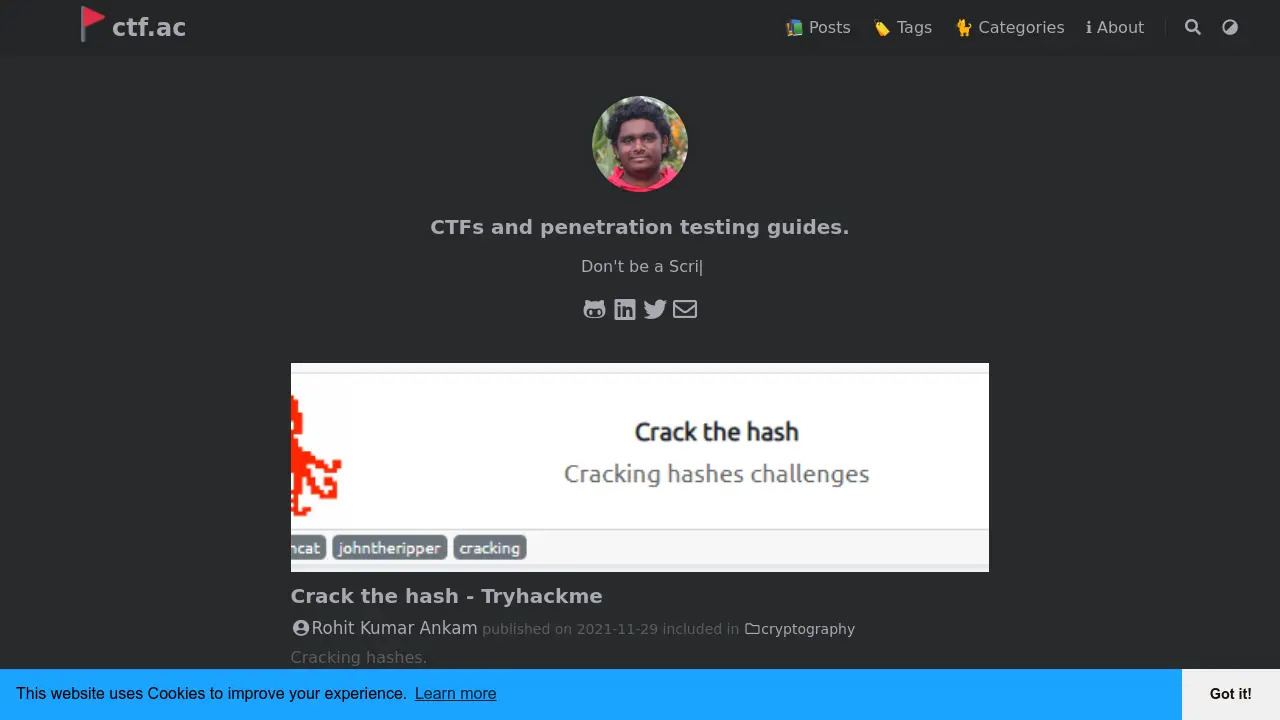 ctf.ac
Posts
Tags
Categories
About
CTFs and penetration testing guides.
Don't be a Scri|
Crack the hash
Cracking hashes challenges
johntheripper
cracking
Crack the hash - Tryhackme
Rohit Kumar Ankam published on 2021-11-29 included in cryptography
Cracking hashes.
This website uses Cookies to improve your experience. Learn more
Got it!